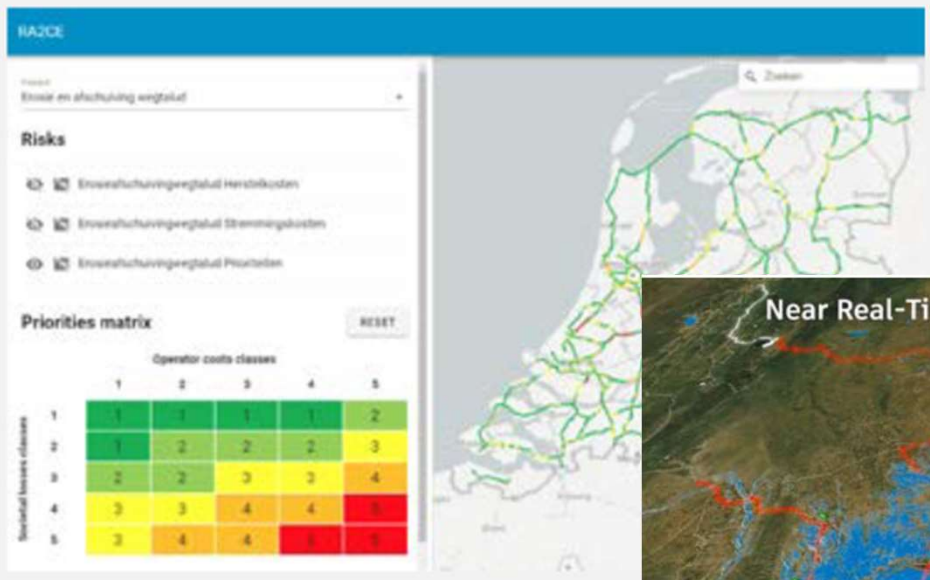 RA2CE
Erosie en afschuiving wegtalud
Risks
Erosieafschuivingwegtalud Herstelkosten
Erosieafschuivingwegtalud Stremmingskosten
Erosieafschuivingwegtalud Prioriteiten
Priorities matrix
RESET
Operator costs classes
1 2 3 4 5
Societal losses classes
1 1 1 1 1 2
2 1 2 2 2 3
3 2 2 3 3 4
4 3 3 4 4 5
5 3 4 4 5 5
Zoeken
Near Real-Ti